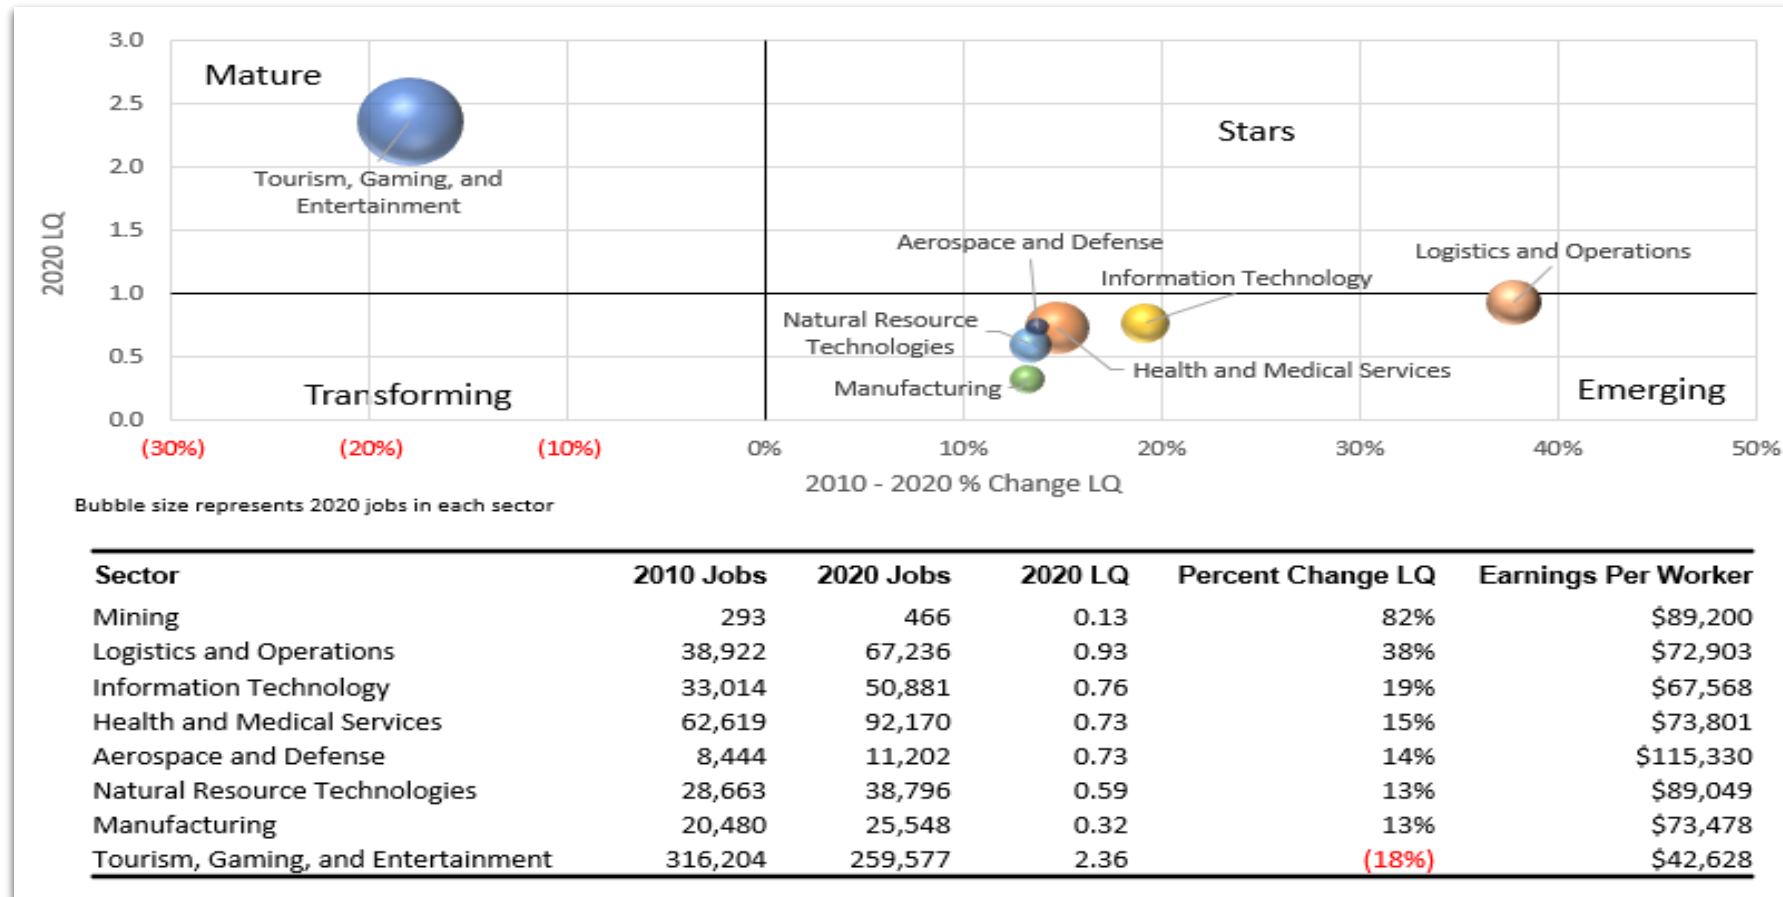 3.0
Mature
2.5
Stars
2.0
Tourism, Gaming, and
Entertainment
1.5
Aerospace and Defense
Logistics and Operations
Information Technology
2020 LQ
1.0
Natural Resource
Technologies
0.5
Health and Medical Services
Manufacturing
Transforming
Emerging
0.0
(30%) (20%) (10%) 0% 10% 20% 30% 40% 50%
2010 - 2020 % Change LQ
Bubble size represents 2020 jobs in each sector
Sector 2010 Jobs 2020 Jobs 2020 LQ Percent Change LQ Earnings Per Worker
Mining 293 466 0.13 82% $89,200
Logistics and Operations 38,922 67,236 0.93 38% $72,903
Information Technology 33,014 50,881 0.76 19% $67,568
Health and Medical Services 62,619 92,170 0.73 15% $73,801
Aerospace and Defense 8,444 11,202 0.73 14% $115,330
Natural Resource Technologies 28,663 38,796 0.59 13% $89,049
Manufacturing 20,480 25,548 0.32 13% $73,478
Tourism, Gaming, and Entertainment 316,204 259,577 2.36 (18%) $42,628